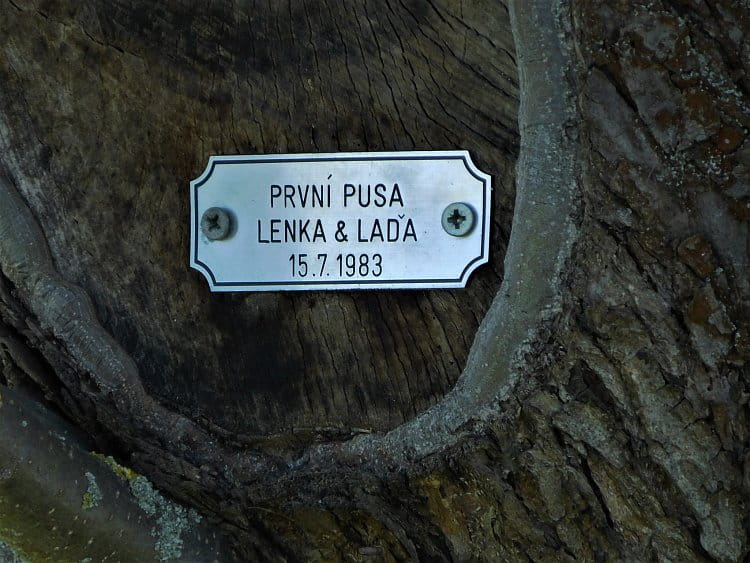 PRVNÍ PUSA
LENKA & LAĎA
15.7.1983